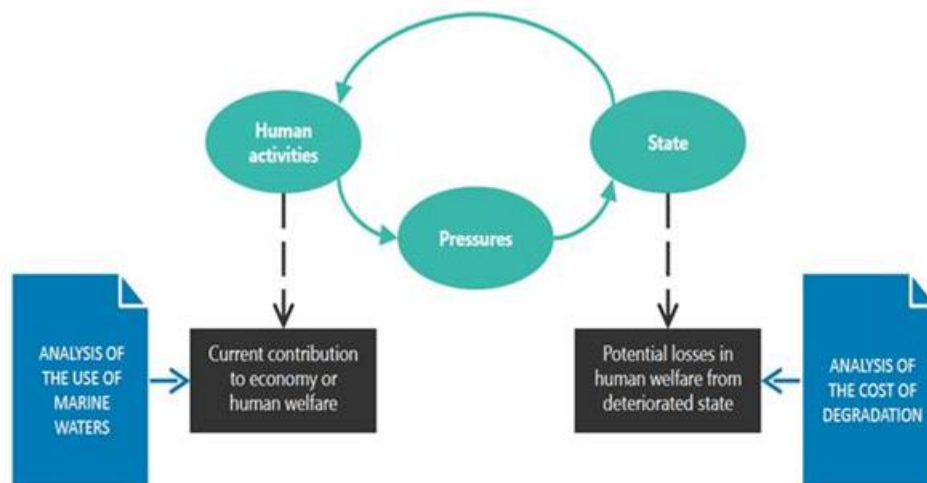 Human
activities
State
Pressures
ANALYSIS OF
THE USE OF
MARINE
WATERS
Current contribution
to economy or
human welfare
Potential losses in
human welfare from
deteriorated state
ANALYSIS OF
THE COST OF
DEGRADATION